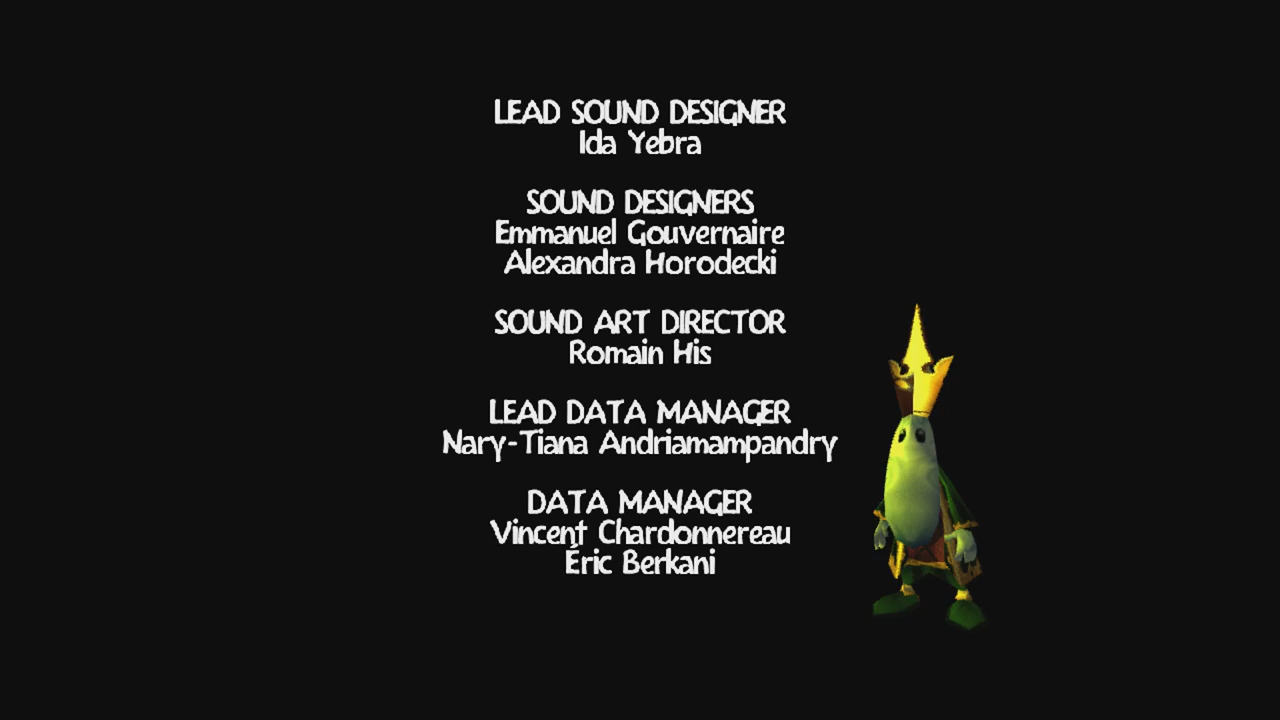 LEAD SOUND DESIGNER
Ida Yebra
SOUND DESIGNERS
Emmanuel Gouvernaire
Alexandra Horodecki
SOUND ART DIRECTOR
Romain His
LEAD DATA MANAGER
Nary-Tiana Andriamampandry
DATA MANAGER
Vincent Chardonnereau
Éric Berkani